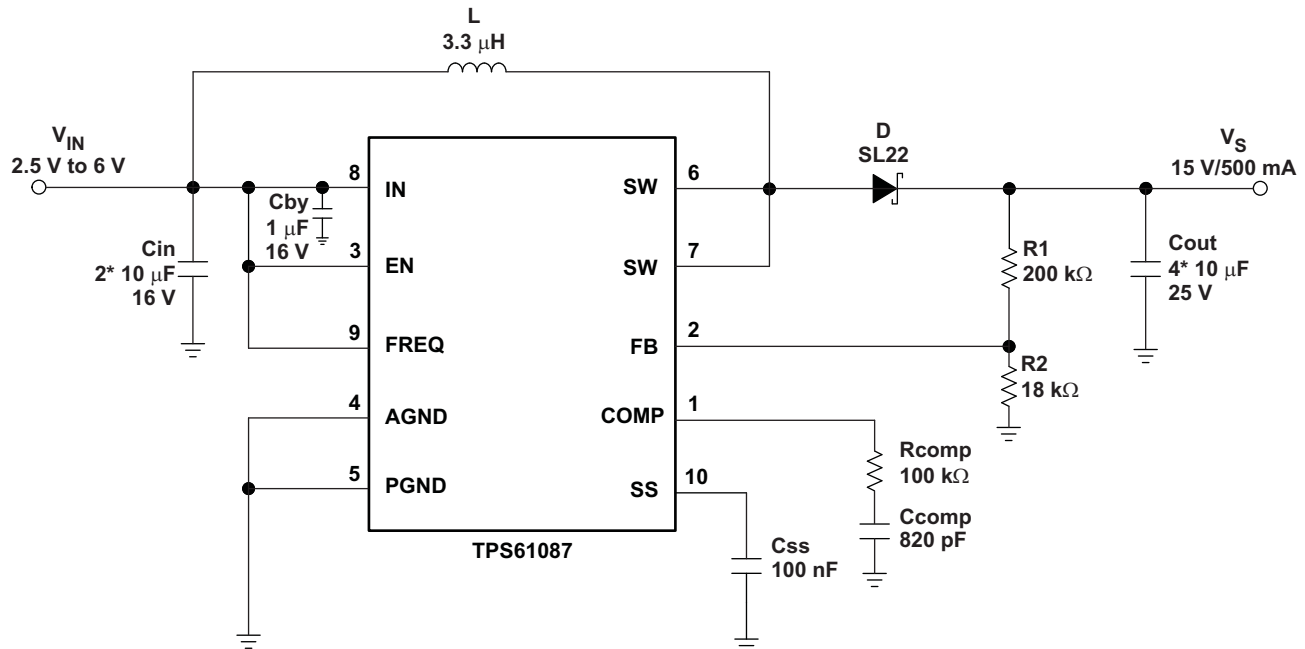 L
3.3 μH
VIN
2.5 V to 6 V
D
SL22
VS
15 V/500 mA
8
IN
SW
6
Cby
1 μF
16 V
Cin
2* 10 μF
16 V
3
EN
SW
7
R1
200 kΩ
Cout
4* 10 μF
25 V
9
FREQ
FB
2
R2
18 kΩ
4
AGND
COMP
1
Rcomp
100 kΩ
5
PGND
SS
10
Ccomp
820 pF
TPS61087
Css
100 nF